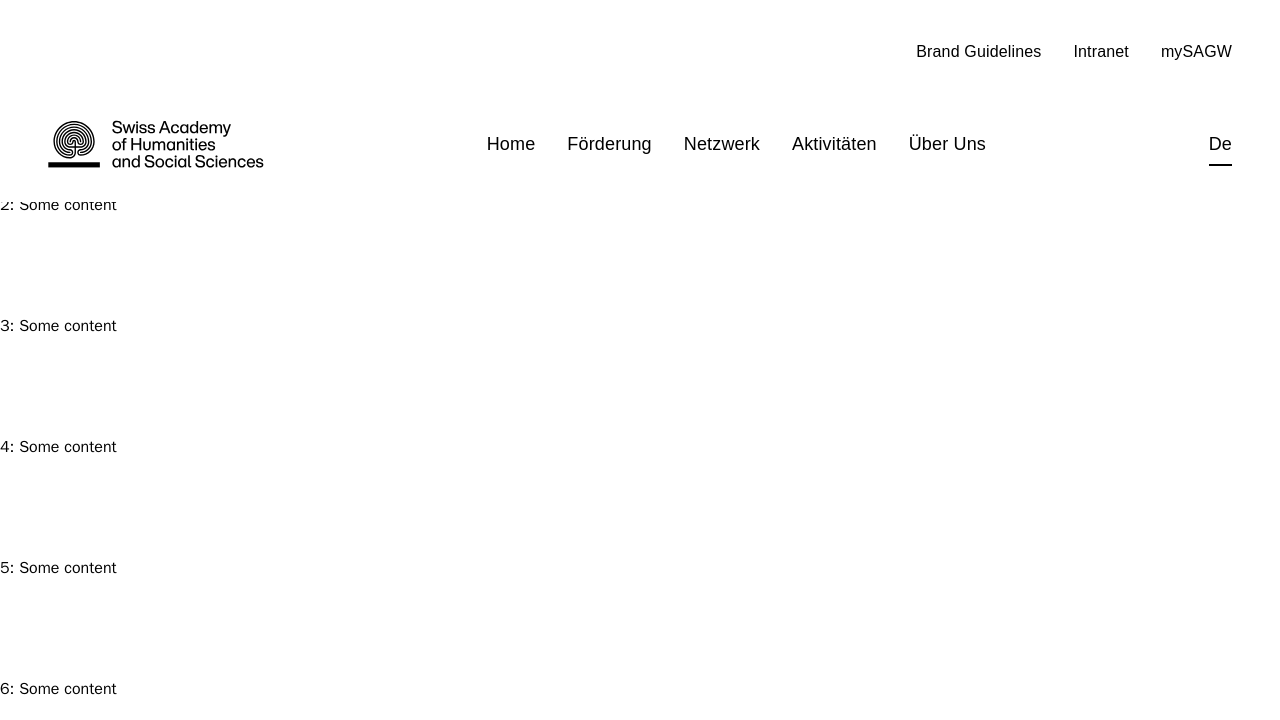 Brand Guidelines Intranet mySAGW
Swiss Academy
of Humanities
and Social Sciences
Home Förderung Netzwerk Aktivitäten Über Uns
De
2: Some content
3: Some content
4: Some content
5: Some content
6: Some content